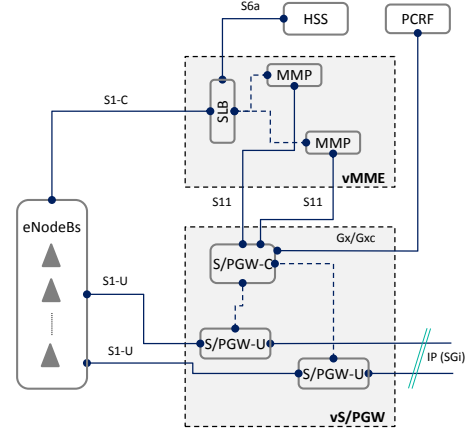 S6a
HSS
PCRF
MMP
S1-C
SLB
MMP
vMME
S11
S11
eNodeBs
Gx/Gxc
S/PGW-C
S1-U
S/PGW-U
S1-U
IP (SGi)
S/PGW-U
vS/PGW